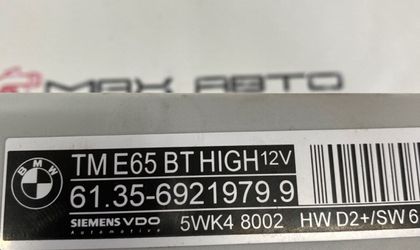 MAX АВТО
BMW
TM E65 BT HIGH 12V
61.35-6921979.9
SIEMENS VDO
Automotive
5WK4 8002 HW D2+/SW 6